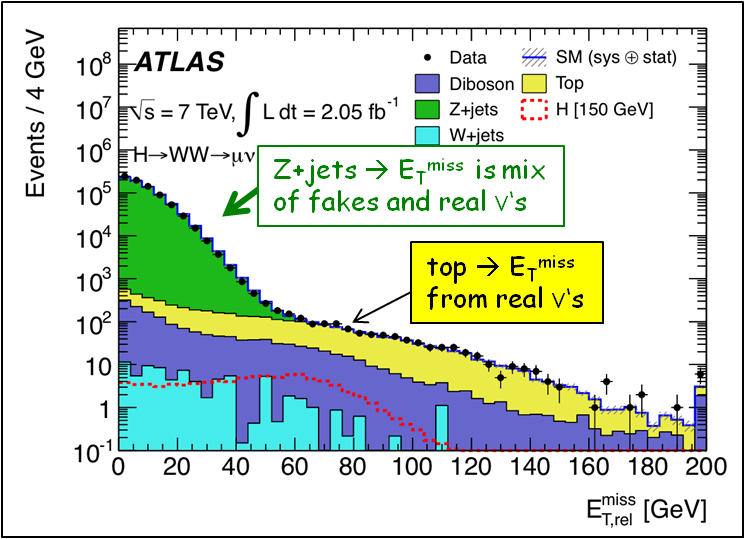 Events / 4 GeV
10⁸
10⁷
10⁶
10⁵
10⁴
10³
10²
10
1
10⁻¹
ATLAS
√s = 7 TeV, ∫ L dt = 2.05 fb⁻¹
H→WW→μν
Data
SM (sys ⊕ stat)
Diboson
Top
Z+jets
H [150 GeV]
W+jets
Z+jets → E_T^miss is mix
of fakes and real ν's
top → E_T^miss
from real ν's
0 20 40 60 80 100 120 140 160 180 200
E_T,rel^miss [GeV]